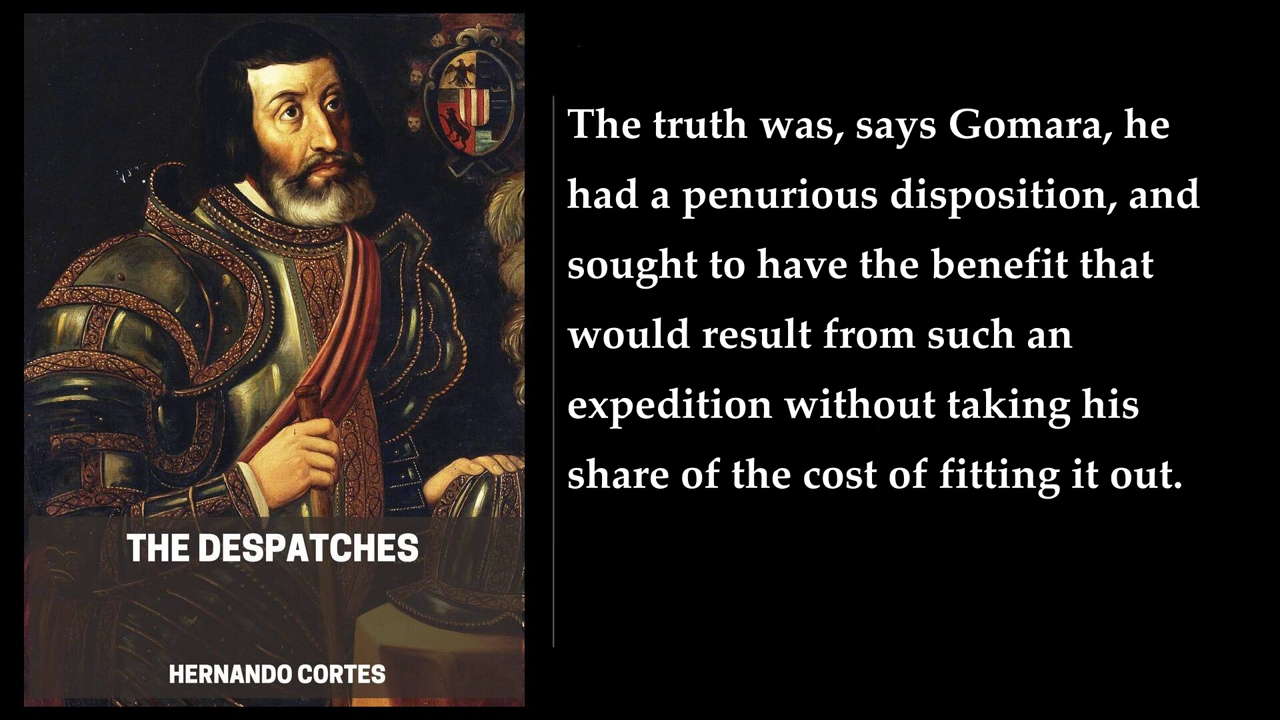 THE DESPATCHES
HERNANDO CORTES
The truth was, says Gomara, he
had a penurious disposition, and
sought to have the benefit that
would result from such an
expedition without taking his
share of the cost of fitting it out.